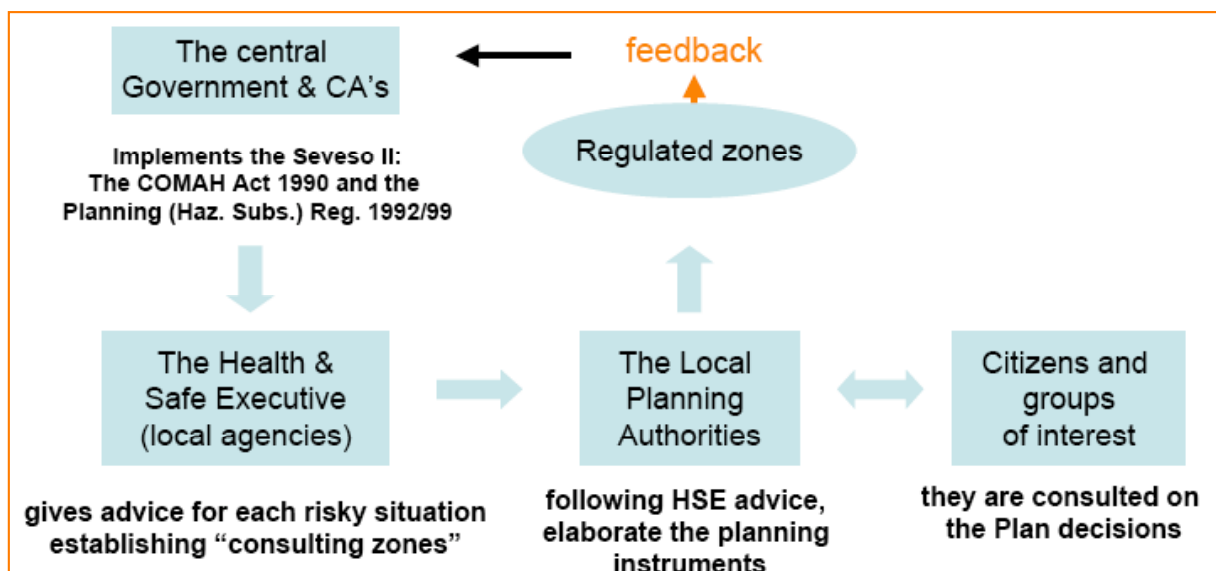 The central
Government & CA's
feedback
Regulated zones
Implements the Seveso II:
The COMAH Act 1990 and the
Planning (Haz. Subs.) Reg. 1992/99
The Health &
Safe Executive
(local agencies)
gives advice for each risky situation
establishing “consulting zones”
The Local
Planning
Authorities
following HSE advice,
elaborate the planning
instruments
Citizens and
groups
of interest
they are consulted on
the Plan decisions